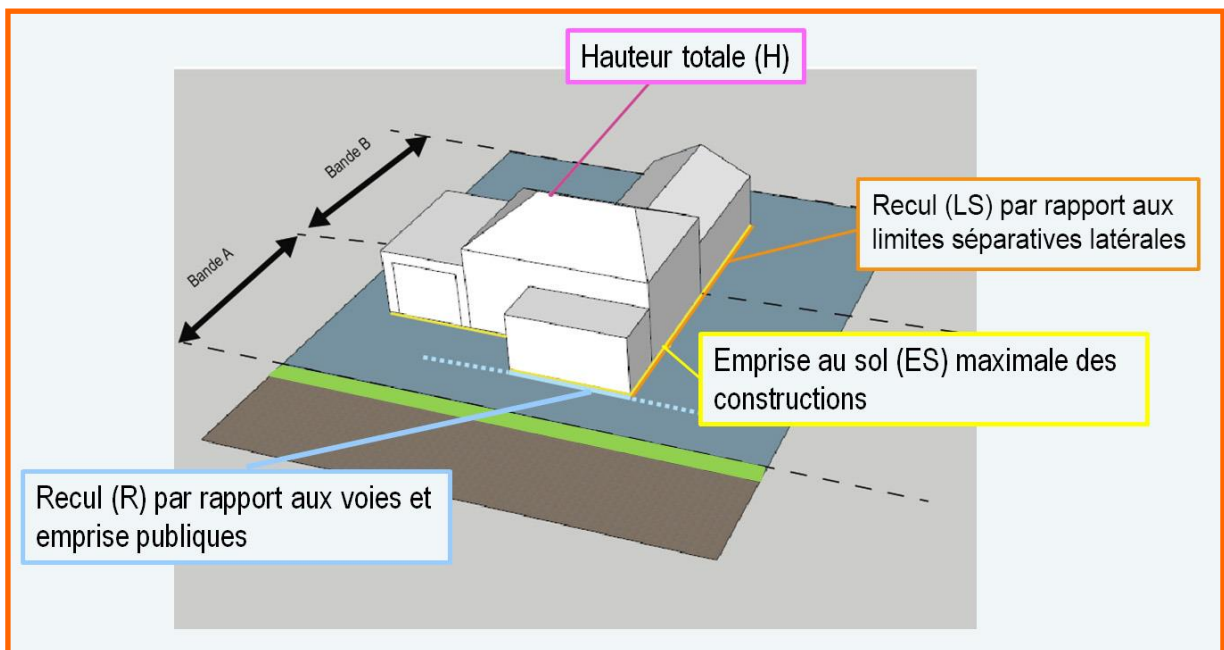 Hauteur totale (H)
Bande B
Bande A
Recul (LS) par rapport aux
limites séparatives latérales
Emprise au sol (ES) maximale des
constructions
Recul (R) par rapport aux voies et
emprise publiques